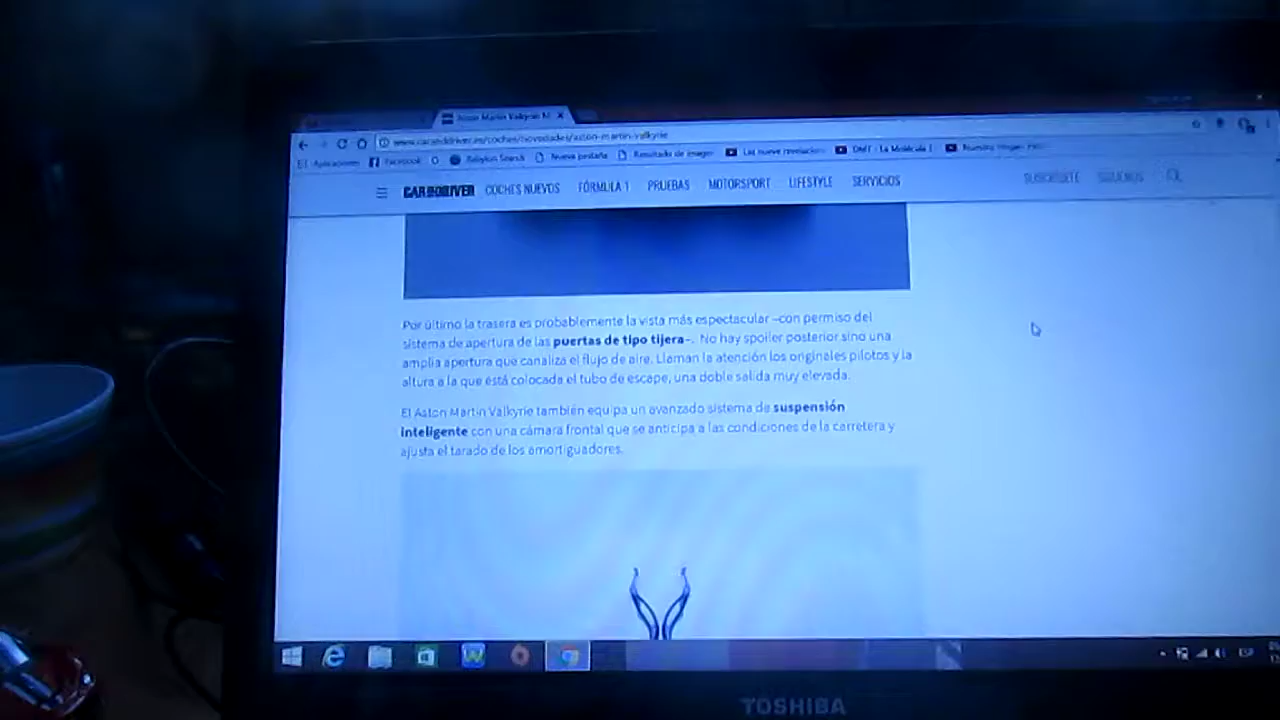 Aston Martin Valkyrie: M
www.caranddriver.es/coches/novedades/aston-martin-valkyrie
Aplicaciones Facebook Babylon Search Nueva pestaña Resultado de imagen Las nueve revelacion DMT - La Molécula
CAR AND DRIVER COCHES NUEVOS FÓRMULA 1 PRUEBAS MOTORSPORT LIFESTYLE SERVICIOS SUSCRÍBETE SÍGUENOS
Por último la trasera es probablemente la vista más espectacular –con permiso del
sistema de apertura de las puertas de tipo tijera–. No hay spoiler posterior sino una
amplia apertura que canaliza el flujo de aire. Llaman la atención los originales pilotos y la
altura a la que está colocada el tubo de escape, una doble salida muy elevada.
El Aston Martin Valkyrie también equipa un avanzado sistema de suspensión
inteligente con una cámara frontal que se anticipa a las condiciones de la carretera y
ajusta el tarado de los amortiguadores.
TOSHIBA